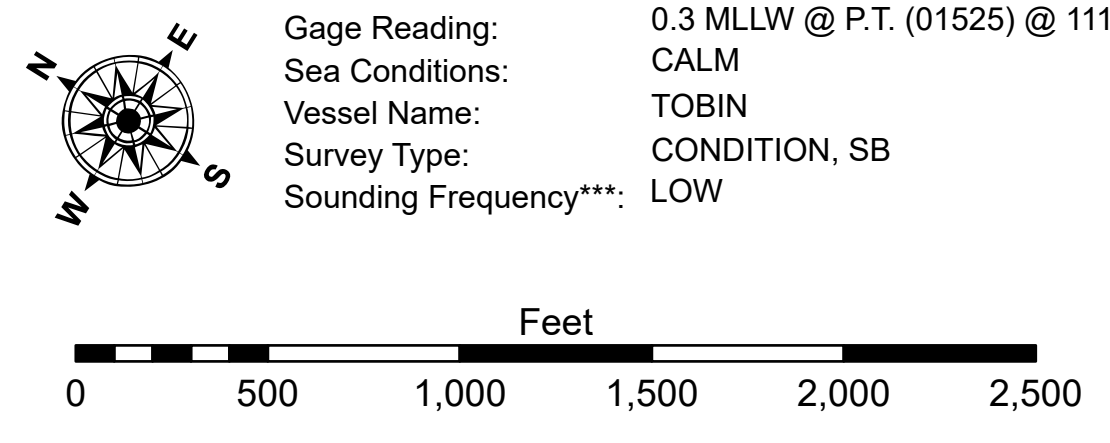 N
E
S
W
Gage Reading: 0.3 MLLW @ P.T. (01525) @ 111
Sea Conditions: CALM
Vessel Name: TOBIN
Survey Type: CONDITION, SB
Sounding Frequency***: LOW
Feet
0 500 1,000 1,500 2,000 2,500